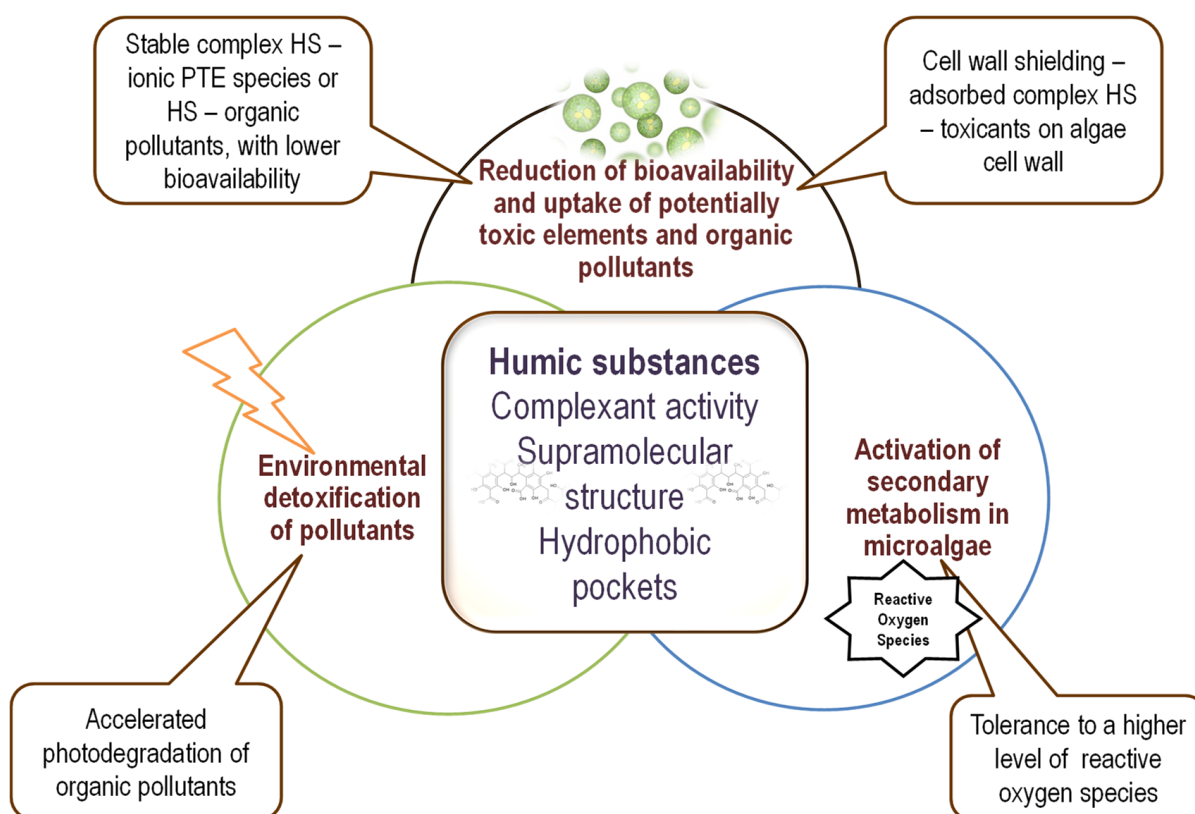 Stable complex HS –
ionic PTE species or
HS – organic
pollutants, with lower
bioavailability
Cell wall shielding –
adsorbed complex HS
– toxicants on algae
cell wall
Reduction of bioavailability
and uptake of potentially
toxic elements and organic
pollutants
Humic substances
Complexant activity
Supramolecular
structure
Hydrophobic
pockets
Environmental
detoxification
of pollutants
Activation of
secondary
metabolism in
microalgae
Reactive
Oxygen
Species
Accelerated
photodegradation of
organic pollutants
Tolerance to a higher
level of reactive
oxygen species